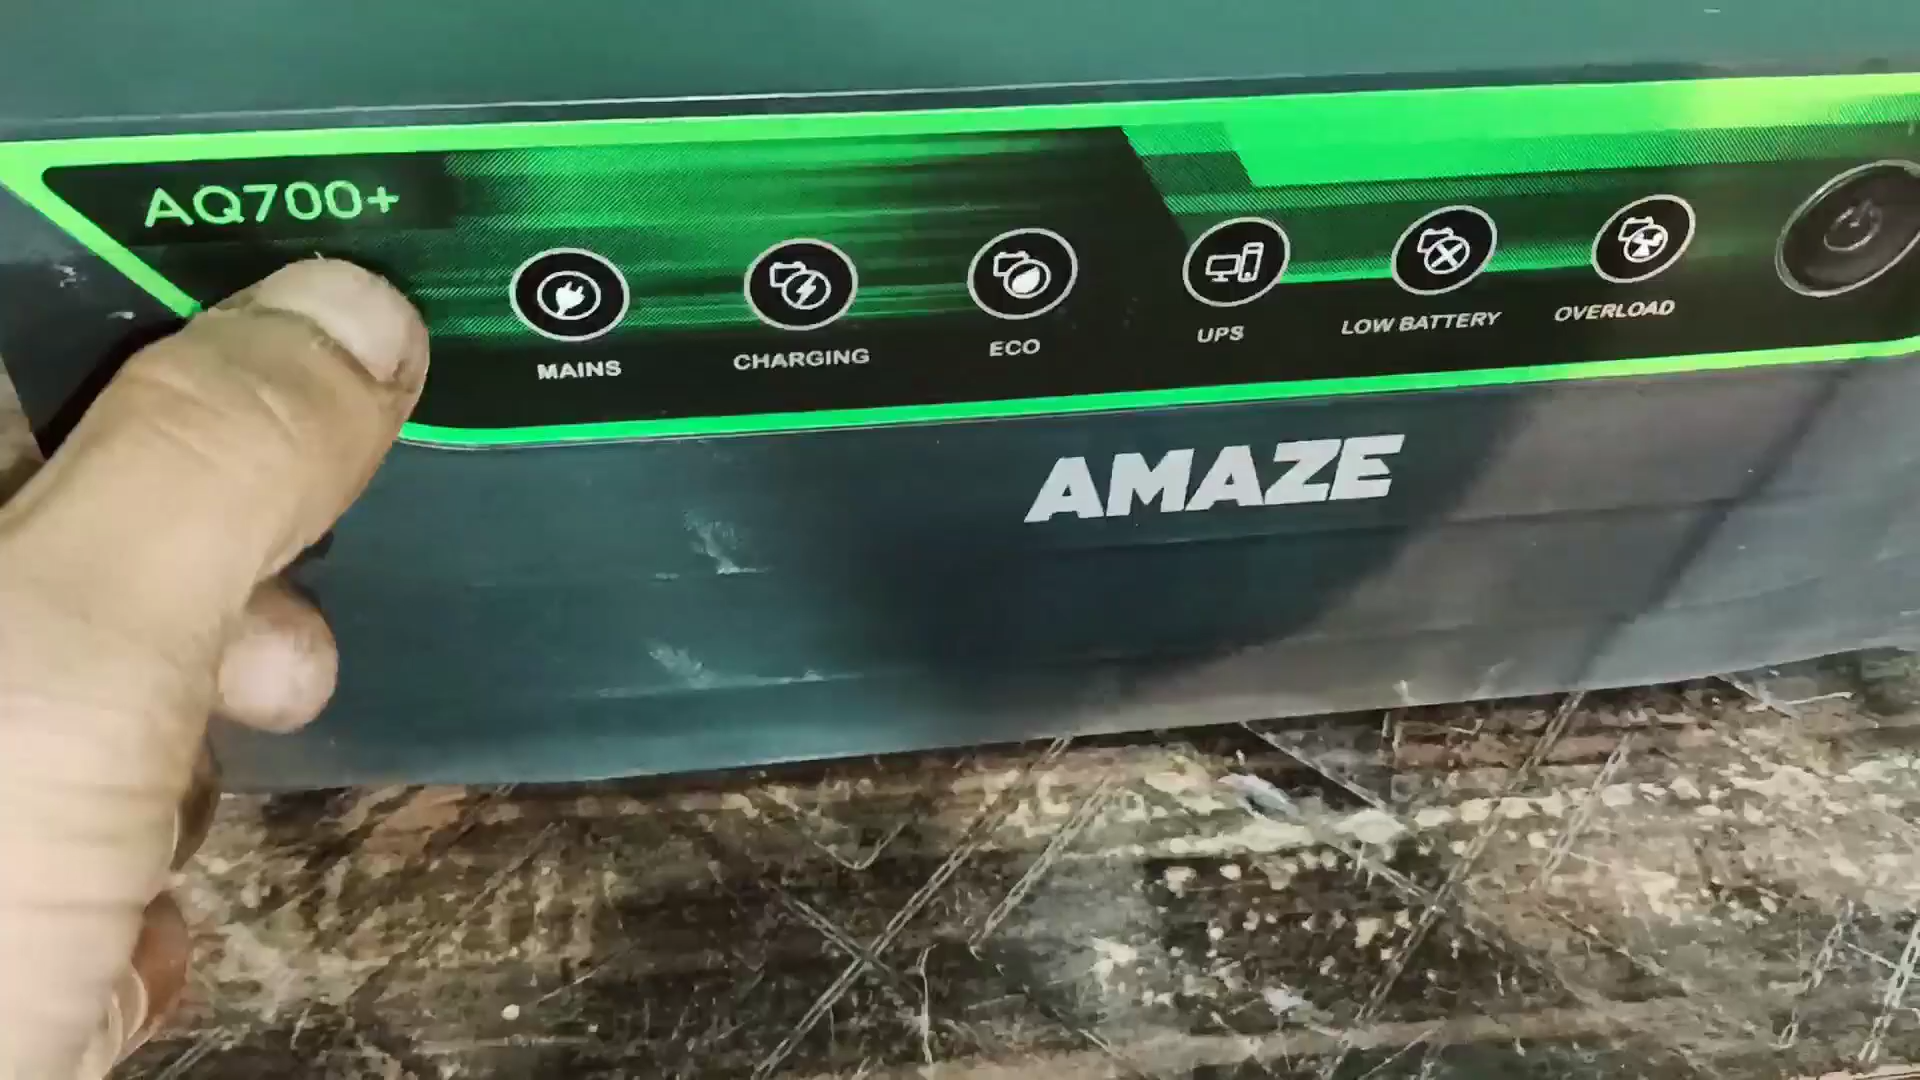 AQ700+
MAINS
CHARGING
ECO
UPS
LOW BATTERY
OVERLOAD
AMAZE